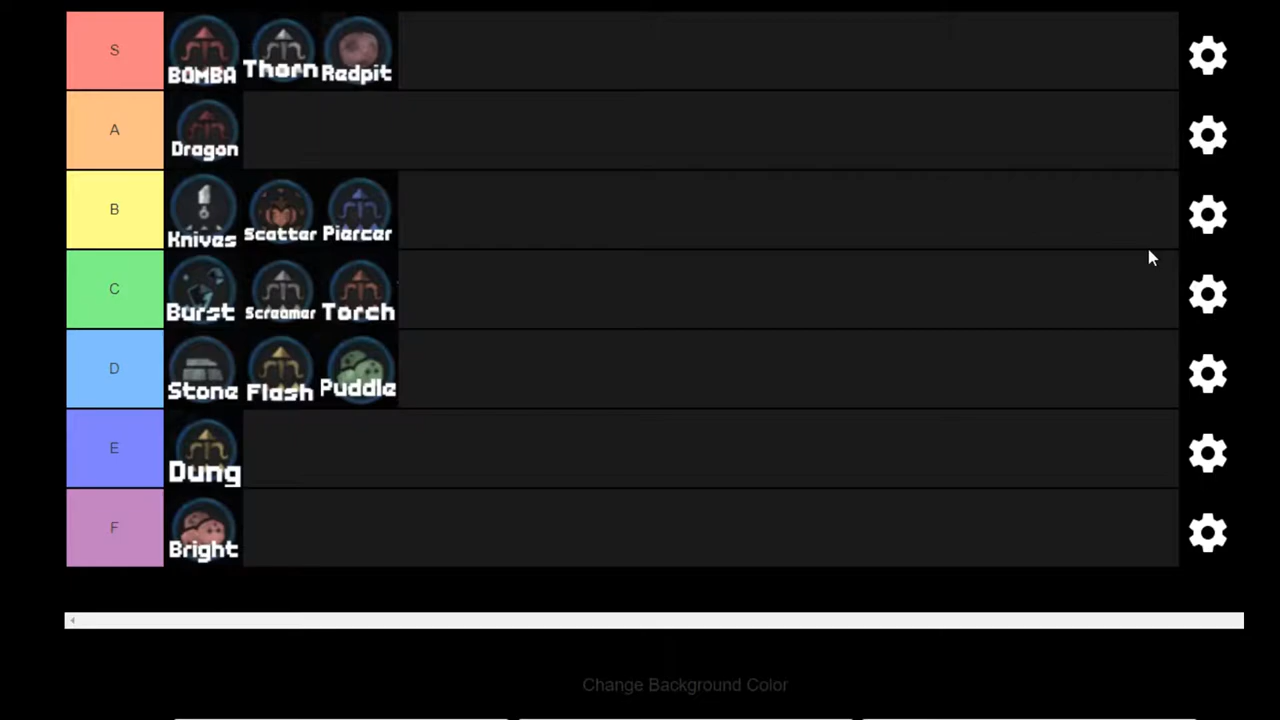 S
BOMBA Thorn Redpit
A
Dragon
B
Knives Scatter Piercer
C
Burst Screamer Torch
D
Stone Flash Puddle
E
Dung
F
Bright
Change Background Color